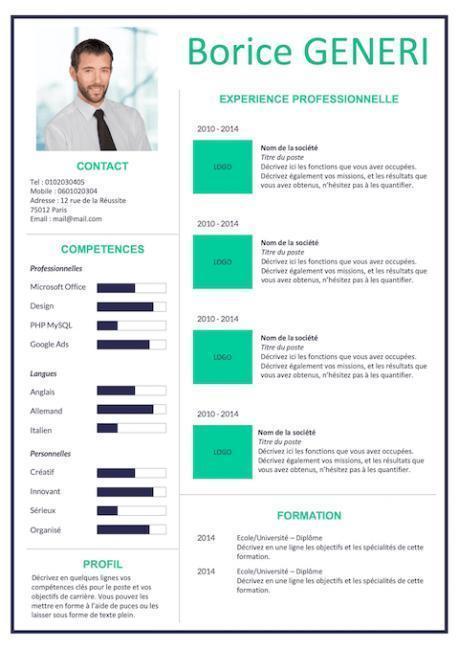 Borice GENERI
CONTACT
Tel : 0102030405
Mobile : 0601020304
Adresse : 12 rue de la Réussite
75012 Paris
Email : mail@mail.com
COMPETENCES
Professionnelles
Microsoft Office
Design
PHP MySQL
Google Ads
Langues
Anglais
Allemand
Italien
Personnelles
Créatif
Innovant
Sérieux
Organisé
PROFIL
Décrivez en quelques lignes vos
compétences clés pour le poste et vos
objectifs de carrière. Vous pouvez les
mettre en forme à l'aide de puces ou les
laisser sous forme de texte plein.
EXPERIENCE PROFESSIONNELLE
2010 - 2014
LOGO
Nom de la société
Titre du poste
Décrivez ici les fonctions que vous avez occupées.
Décrivez également vos missions, et les résultats que
vous avez obtenus, n'hésitez pas à les quantifier.
2010 - 2014
LOGO
Nom de la société
Titre du poste
Décrivez ici les fonctions que vous avez occupées.
Décrivez également vos missions, et les résultats que
vous avez obtenus, n'hésitez pas à les quantifier.
2010 - 2014
LOGO
Nom de la société
Titre du poste
Décrivez ici les fonctions que vous avez occupées.
Décrivez également vos missions, et les résultats que
vous avez obtenus, n'hésitez pas à les quantifier.
2010 - 2014
LOGO
Nom de la société
Titre du poste
Décrivez ici les fonctions que vous avez occupées.
Décrivez également vos missions, et les résultats que
vous avez obtenus, n'hésitez pas à les quantifier.
FORMATION
2014 Ecole/Université – Diplôme
Décrivez en une ligne les objectifs et les spécialités de cette
formation.
2014 Ecole/Université – Diplôme
Décrivez en une ligne les objectifs et les spécialités de cette
formation.